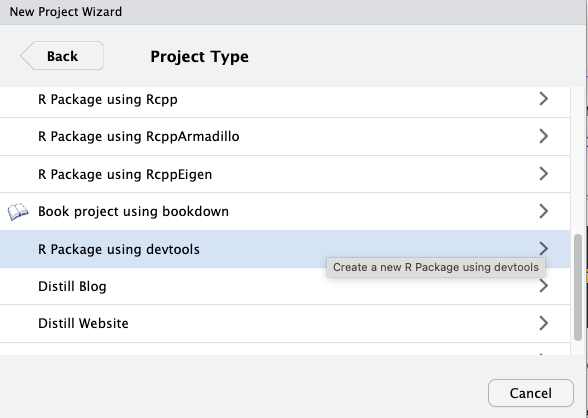 New Project Wizard
Back
Project Type
R Package using Rcpp
R Package using RcppArmadillo
R Package using RcppEigen
Book project using bookdown
R Package using devtools
Create a new R Package using devtools
Distill Blog
Distill Website
Cancel